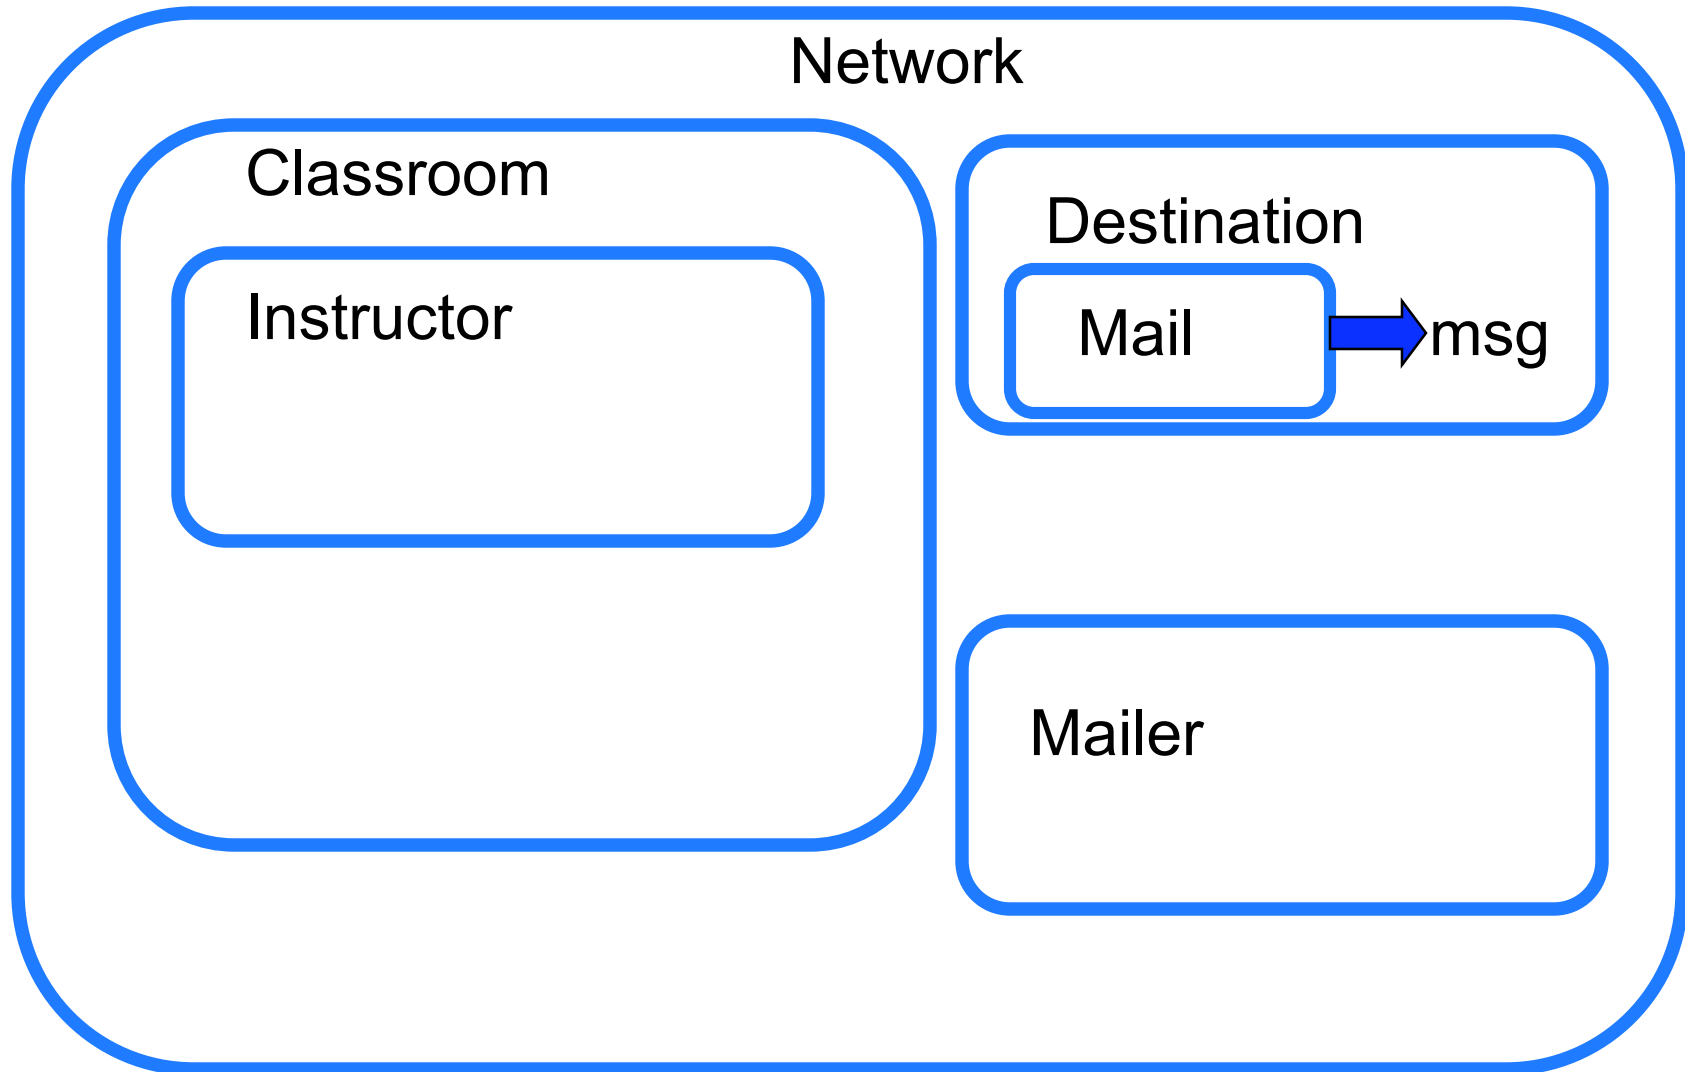 Network
Classroom
Instructor
Destination
Mail
msg
Mailer